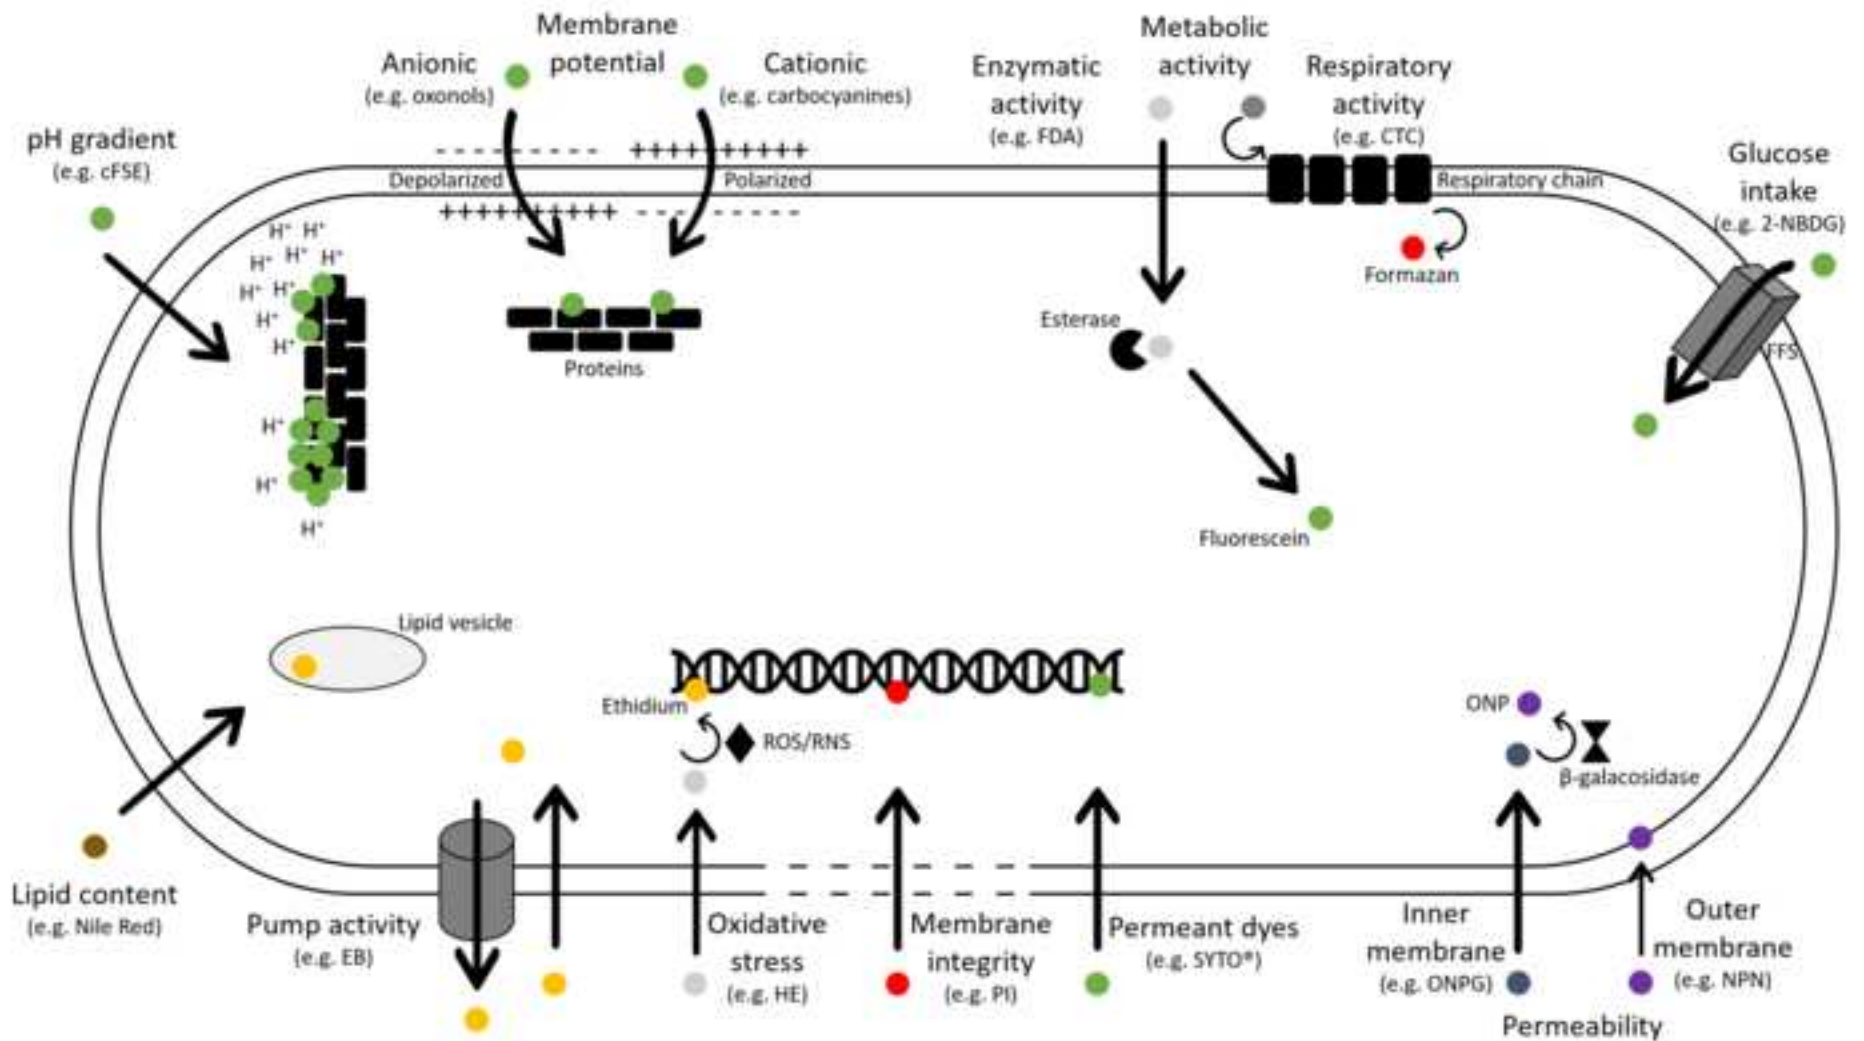 Membrane
potential
Anionic
(e.g. oxonols)
Cationic
(e.g. carbocyanines)
Metabolic
activity
Enzymatic
activity
(e.g. FDA)
Respiratory
activity
(e.g. CTC)
pH gradient
(e.g. cFSE)
Glucose
intake
(e.g. 2-NBDG)
- - - - - - - - - -
++++++++++
Depolarized
Polarized
Respiratory chain
++++++++++
- - - - - - - - - -
H⁺ H⁺
H⁺ H⁺ H⁺
H⁺ H⁺
H⁺
H⁺
H⁺
H⁺
H⁺
Formazan
Proteins
Esterase
FFS
Fluorescein
Lipid vesicle
Ethidium
ROS/RNS
ONP
β-galacosidase
Lipid content
(e.g. Nile Red)
Pump activity
(e.g. EB)
Oxidative
stress
(e.g. HE)
Membrane
integrity
(e.g. PI)
Permeant dyes
(e.g. SYTO®)
Inner
membrane
(e.g. ONPG)
Outer
membrane
(e.g. NPN)
Permeability